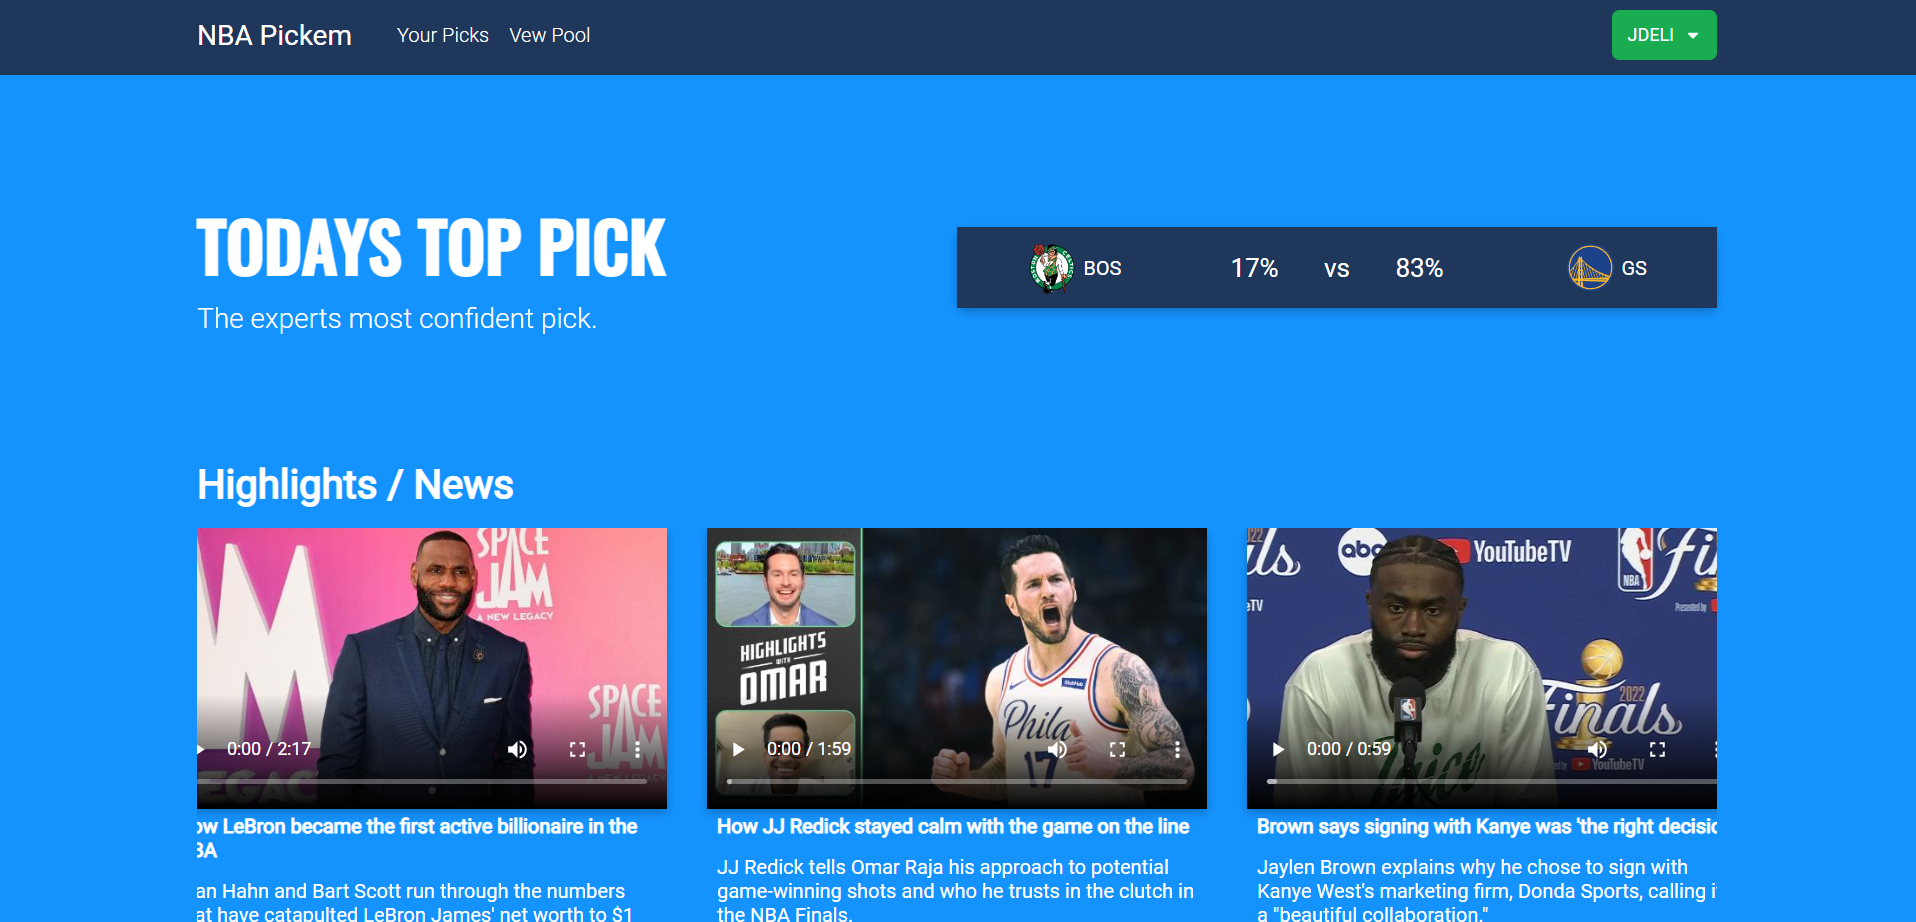 NBA Pickem
Your Picks
Vew Pool
JDELI
TODAYS TOP PICK
The experts most confident pick.
BOS
17%
vs
83%
GS
Highlights / News
SPACE
JAM
A NEW LEGACY
SPACE
JAM
0:00 / 2:17
ow LeBron became the first active billionaire in the
BA
an Hahn and Bart Scott run through the numbers
at have catapulted LeBron James' net worth to $1
HIGHLIGHTS
WITH
OMAR
Phila
17
0:00 / 1:59
How JJ Redick stayed calm with the game on the line
JJ Redick tells Omar Raja his approach to potential
game-winning shots and who he trusts in the clutch in
the NBA Finals.
abc
YouTubeTV
NBA
Presented by
2022
Finals
YouTubeTV
0:00 / 0:59
Brown says signing with Kanye was 'the right decisio
Jaylen Brown explains why he chose to sign with
Kanye West's marketing firm, Donda Sports, calling i
a "beautiful collaboration."